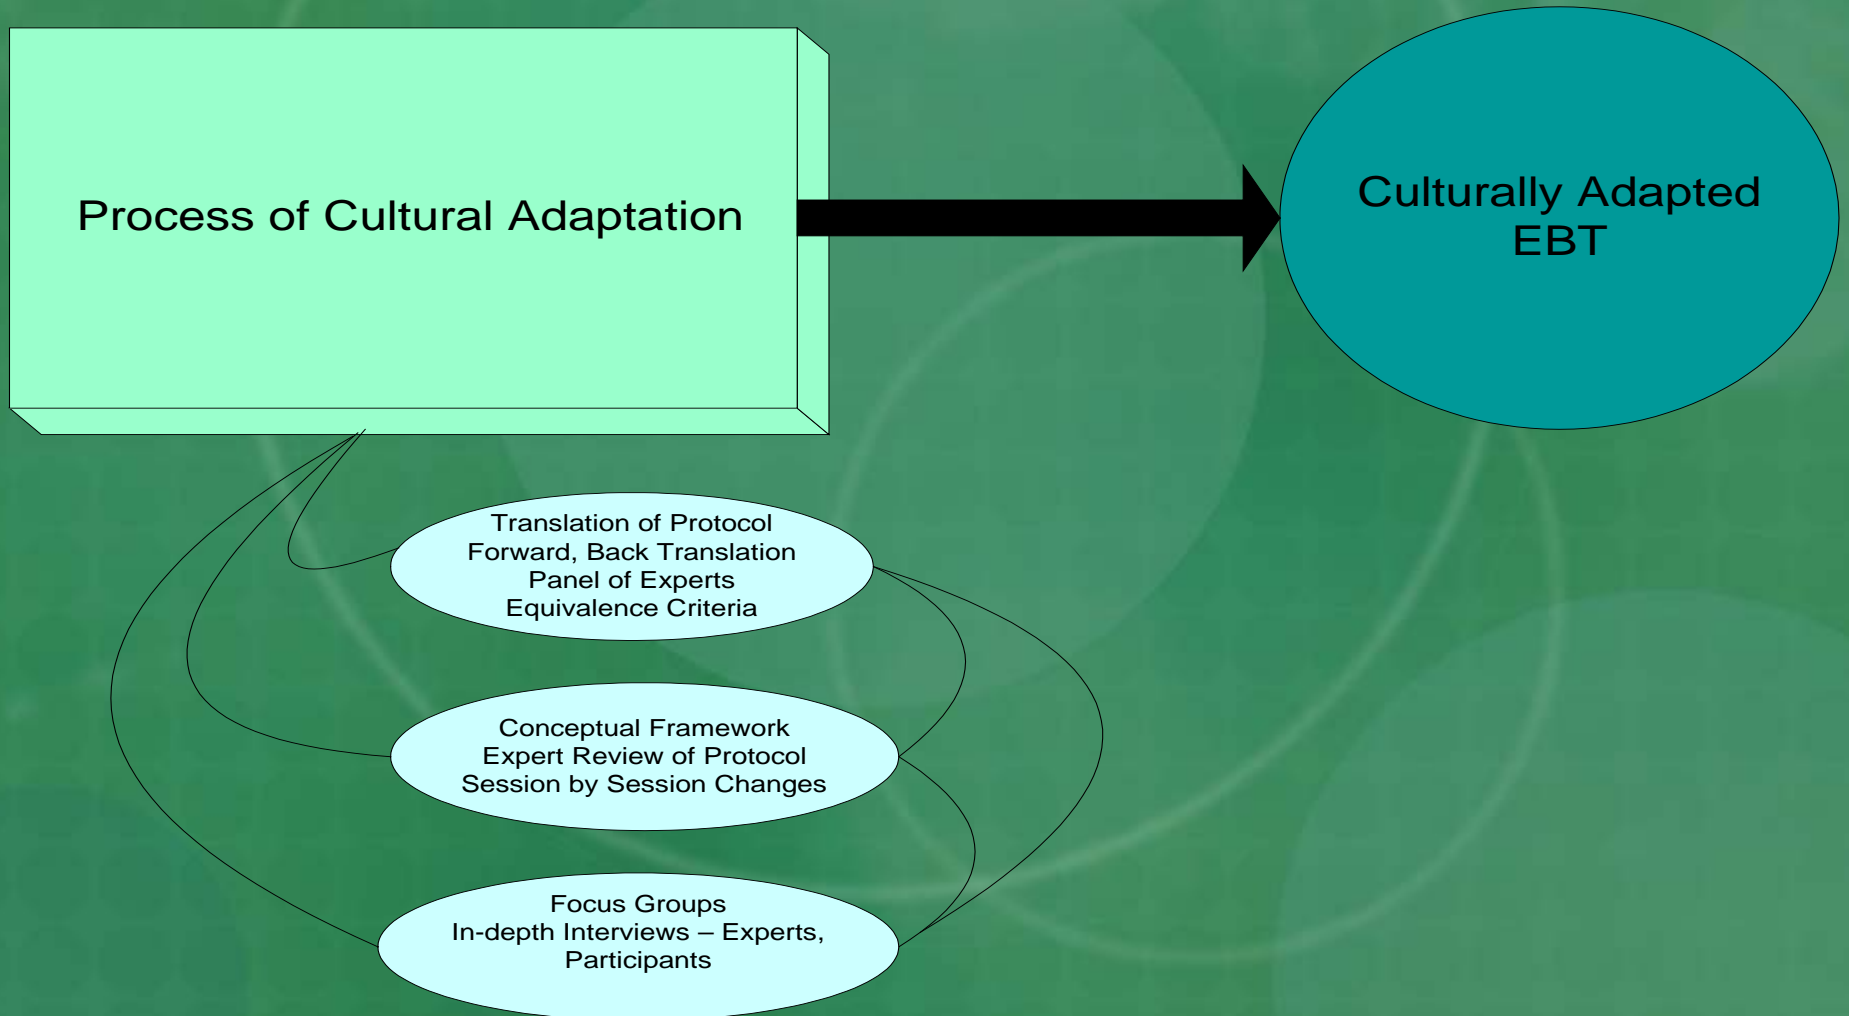 Process of Cultural Adaptation
Culturally Adapted
EBT
Translation of Protocol
Forward, Back Translation
Panel of Experts
Equivalence Criteria
Conceptual Framework
Expert Review of Protocol
Session by Session Changes
Focus Groups
In-depth Interviews – Experts,
Participants